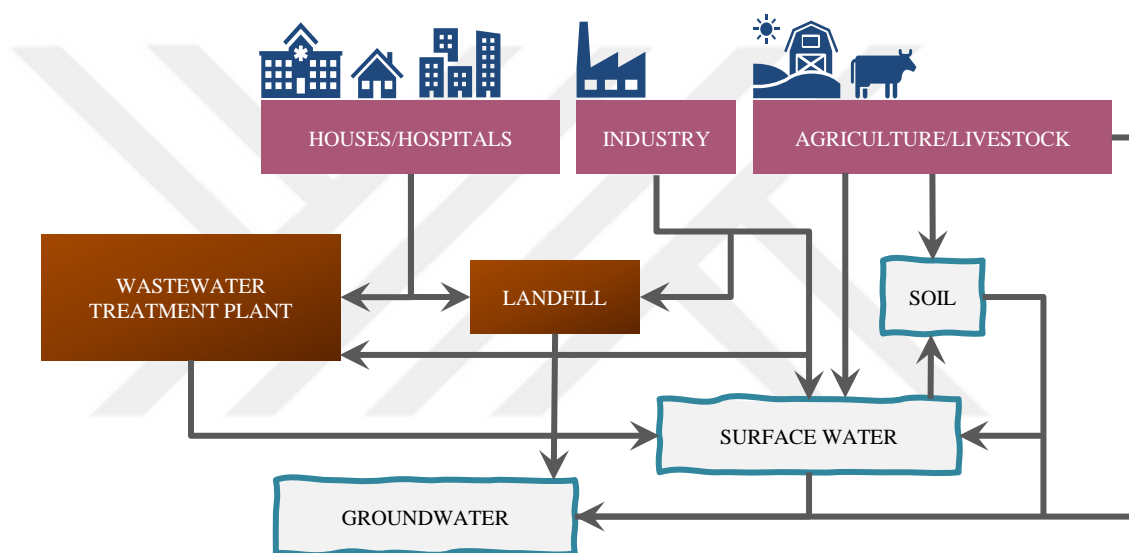 HOUSES/HOSPITALS
INDUSTRY
AGRICULTURE/LIVESTOCK
WASTEWATER
TREATMENT PLANT
LANDFILL
SOIL
SURFACE WATER
GROUNDWATER